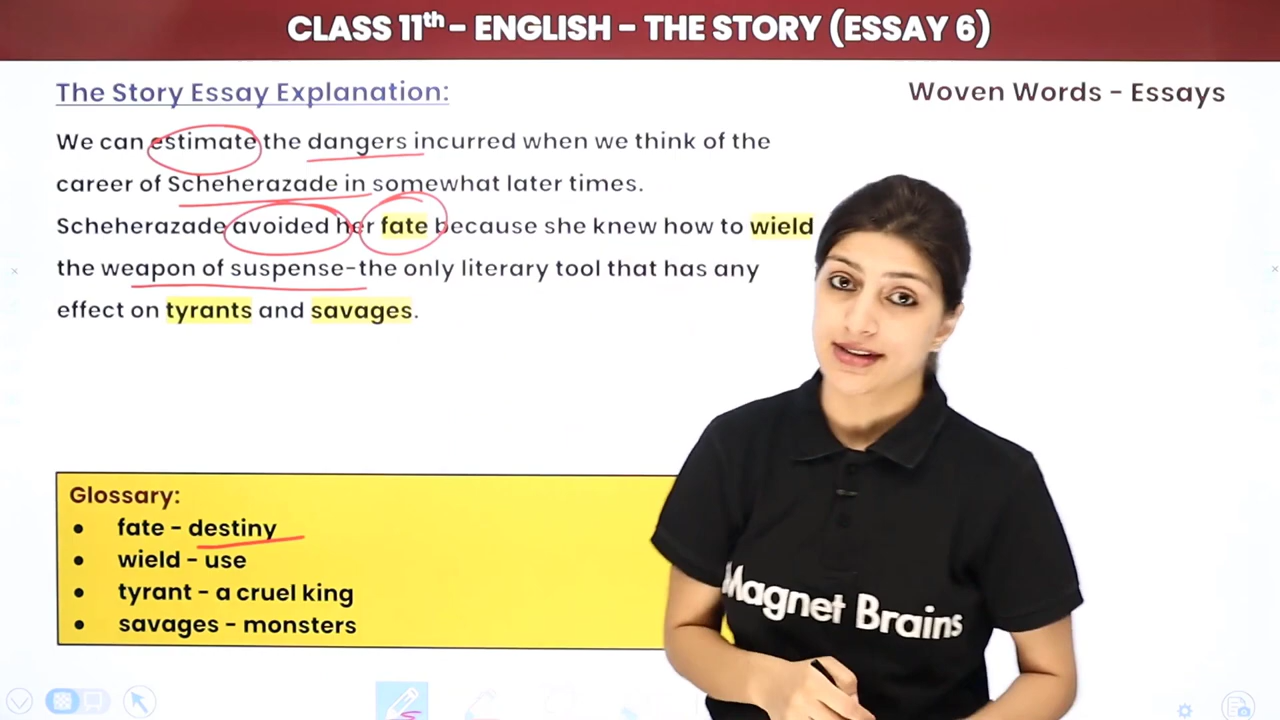 CLASS 11th - ENGLISH - THE STORY (ESSAY 6)
The Story Essay Explanation:
Woven Words - Essays
We can estimate the dangers incurred when we think of the
career of Scheherazade in somewhat later times.
Scheherazade avoided her fate because she knew how to wield
the weapon of suspense-the only literary tool that has any
effect on tyrants and savages.
Glossary:
• fate - destiny
• wield - use
• tyrant - a cruel king
• savages - monsters
Magnet Brains